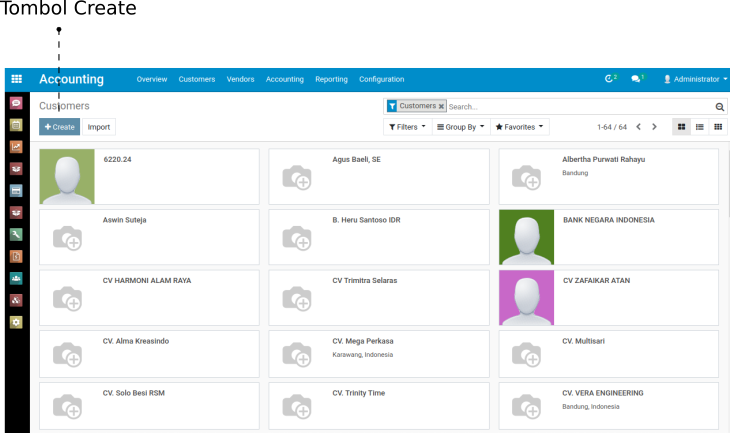 Tombol Create
Accounting Overview Customers Vendors Accounting Reporting Configuration 2 1 Administrator
Customers
Customers × Search...
+ Create Import Filters Group By Favorites 1-64 / 64
6220.24 Agus Baeli, SE Albertha Purwati Rahayu
Bandung
Aswin Suteja B. Heru Santoso IDR BANK NEGARA INDONESIA
CV HARMONI ALAM RAYA CV Trimitra Selaras CV ZAFAIKAR ATAN
CV. Alma Kreasindo CV. Mega Perkasa CV. Multisari
Karawang, Indonesia
CV. Solo Besi RSM CV. Trinity Time CV. VERA ENGINEERING
Bandung, Indonesia